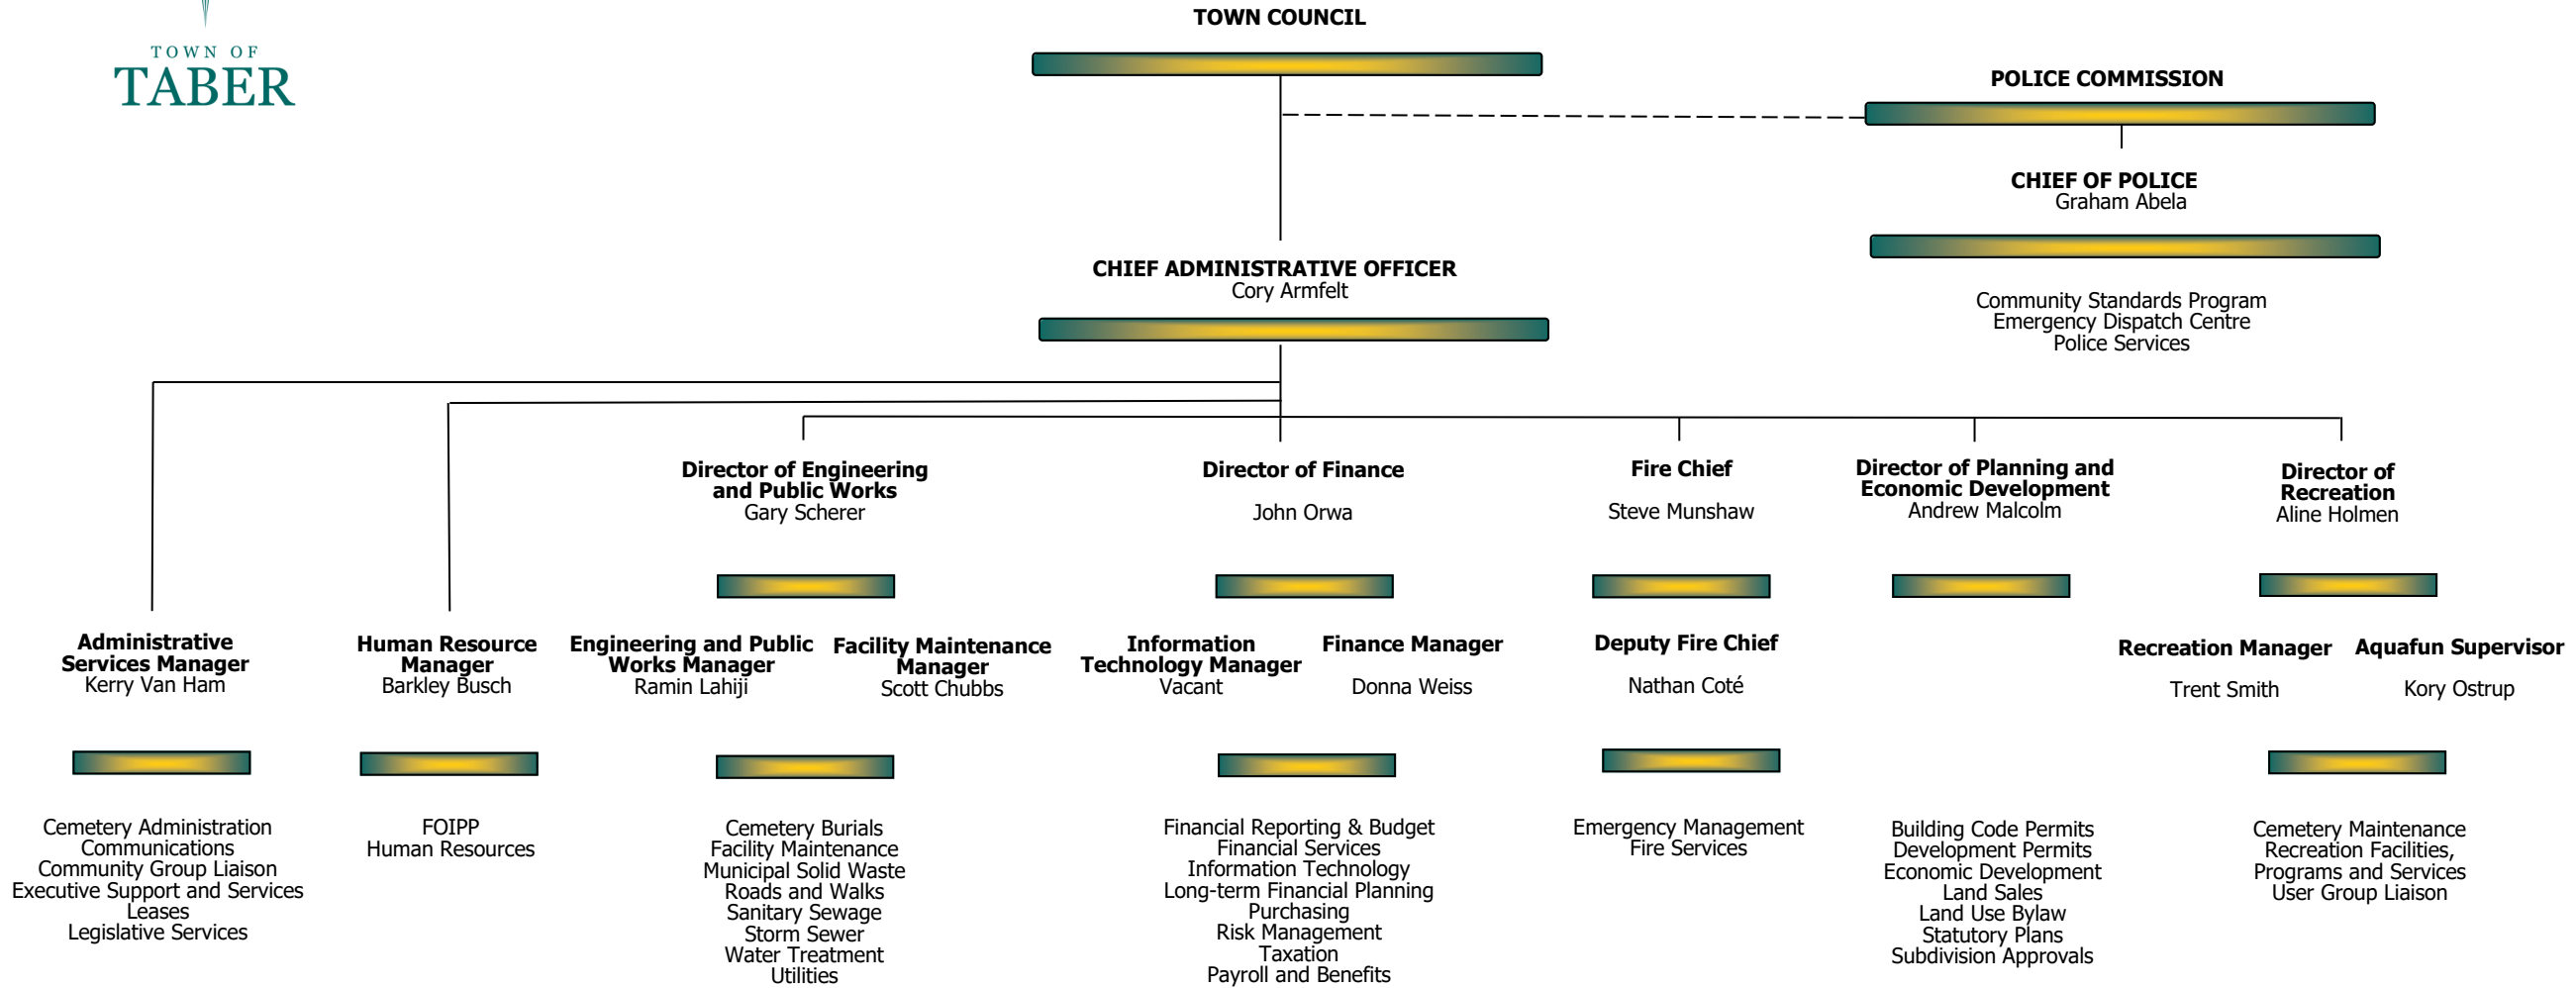 TOWN OF
TABER
TOWN COUNCIL
POLICE COMMISSION
CHIEF OF POLICE
Graham Abela
Community Standards Program
Emergency Dispatch Centre
Police Services
CHIEF ADMINISTRATIVE OFFICER
Cory Armfelt
Director of Engineering
and Public Works
Gary Scherer
Director of Finance
John Orwa
Fire Chief
Steve Munshaw
Director of Planning and
Economic Development
Andrew Malcolm
Director of
Recreation
Aline Holmen
Administrative
Services Manager
Kerry Van Ham
Human Resource
Manager
Barkley Busch
Engineering and Public
Works Manager
Ramin Lahiji
Facility Maintenance
Manager
Scott Chubbs
Information
Technology Manager
Vacant
Finance Manager
Donna Weiss
Deputy Fire Chief
Nathan Coté
Recreation Manager
Trent Smith
Aquafun Supervisor
Kory Ostrup
Cemetery Administration
Communications
Community Group Liaison
Executive Support and Services
Leases
Legislative Services
FOIPP
Human Resources
Cemetery Burials
Facility Maintenance
Municipal Solid Waste
Roads and Walks
Sanitary Sewage
Storm Sewer
Water Treatment
Utilities
Financial Reporting & Budget
Financial Services
Information Technology
Long-term Financial Planning
Purchasing
Risk Management
Taxation
Payroll and Benefits
Emergency Management
Fire Services
Building Code Permits
Development Permits
Economic Development
Land Sales
Land Use Bylaw
Statutory Plans
Subdivision Approvals
Cemetery Maintenance
Recreation Facilities,
Programs and Services
User Group Liaison